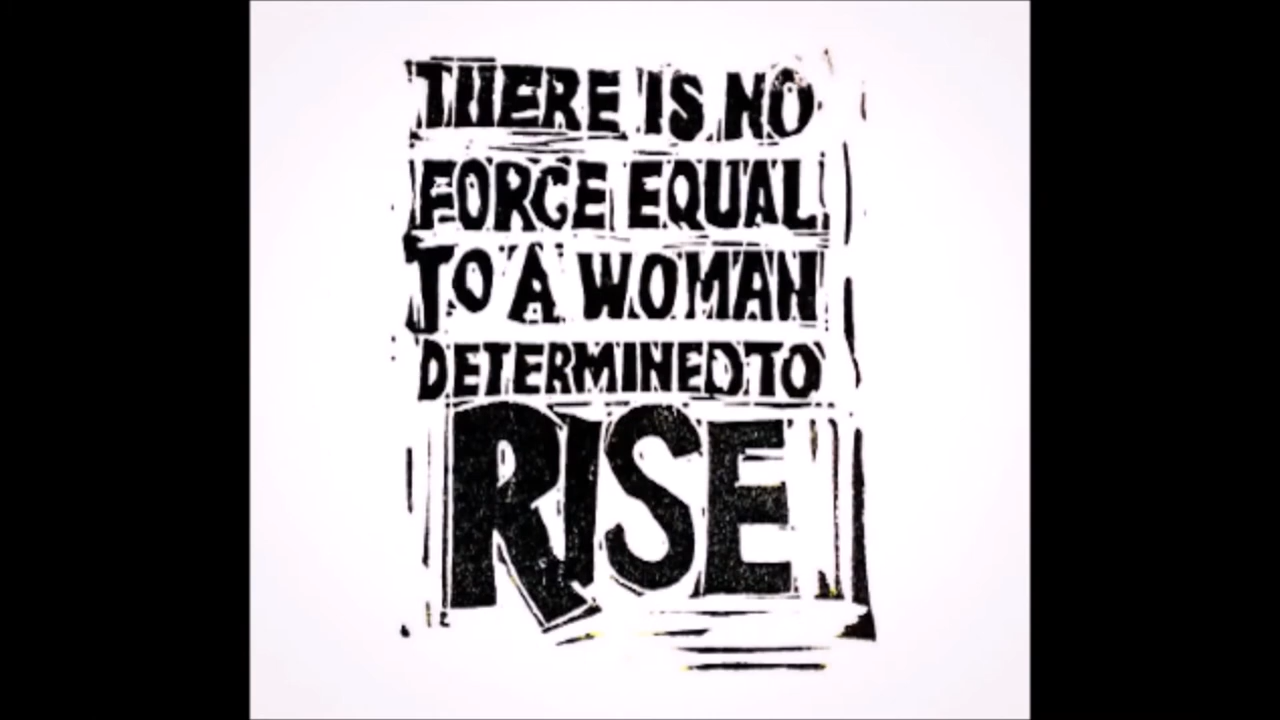 THERE IS NO
FORCE EQUAL
TO A WOMAN
DETERMINED TO
RISE